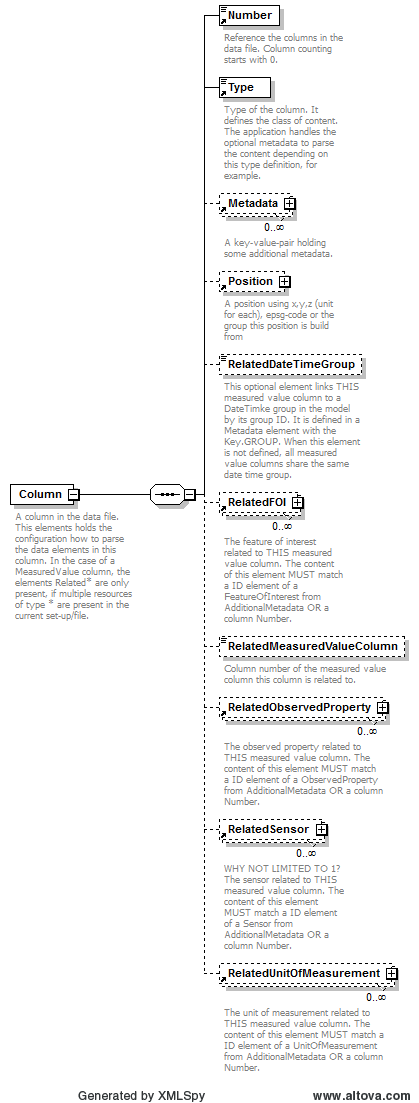 Number
Reference the columns in the
data file. Column counting
starts with 0.
Type
Type of the column. It
defines the class of content.
The application handles the
optional metadata to parse
the content depending on
this type definition, for
example.
Metadata
0..∞
A key-value-pair holding
some additional metadata.
Position
A position using x,y,z (unit
for each), epsg-code or the
group this position is build
from
RelatedDateTimeGroup
This optional element links THIS
measured value column to a
DateTimke group in the model
by its group ID. It is defined in a
Metadata element with the
Key.GROUP. When this element
is not defined, all measured
value columns share the same
date time group.
Column
A column in the data file.
This elements holds the
configuration how to parse
the data elements in this
column. In the case of a
MeasuredValue column, the
elements Related* are only
present, if multiple resources
of type * are present in the
current set-up/file.
RelatedFOI
0..∞
The feature of interest
related to THIS measured
value column. The content
of this element MUST match
a ID element of a
FeatureOfInterest from
AdditionalMetadata OR a
column Number.
RelatedMeasuredValueColumn
Column number of the measured value
column this column is related to.
RelatedObservedProperty
0..∞
The observed property related to
THIS measured value column. The
content of this element MUST match
a ID element of a ObservedProperty
from AdditionalMetadata OR a column
Number.
RelatedSensor
0..∞
WHY NOT LIMITED TO 1?
The sensor related to THIS
measured value column. The
content of this element
MUST match a ID element
of a Sensor from
AdditionalMetadata OR a
column Number.
RelatedUnitOfMeasurement
0..∞
The unit of measurement related to
THIS measured value column. The
content of this element MUST match a
ID element of a UnitOfMeasurement
from AdditionalMetadata OR a column
Number.
Generated by XMLSpy
www.altova.com